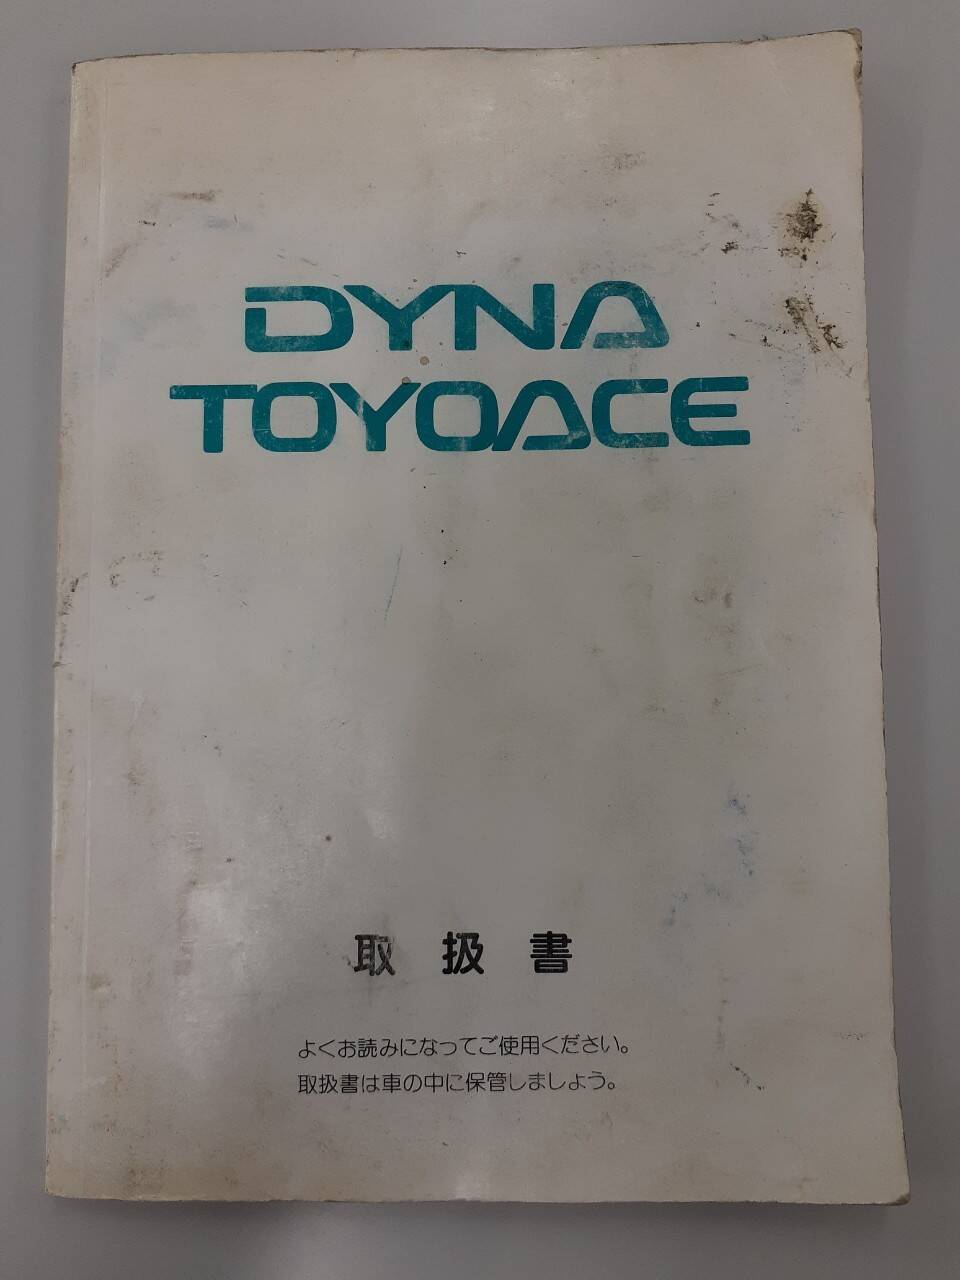 DYNA
TOYOACE
取扱書
よくお読みになってご使用ください。
取扱書は車の中に保管しましょう。